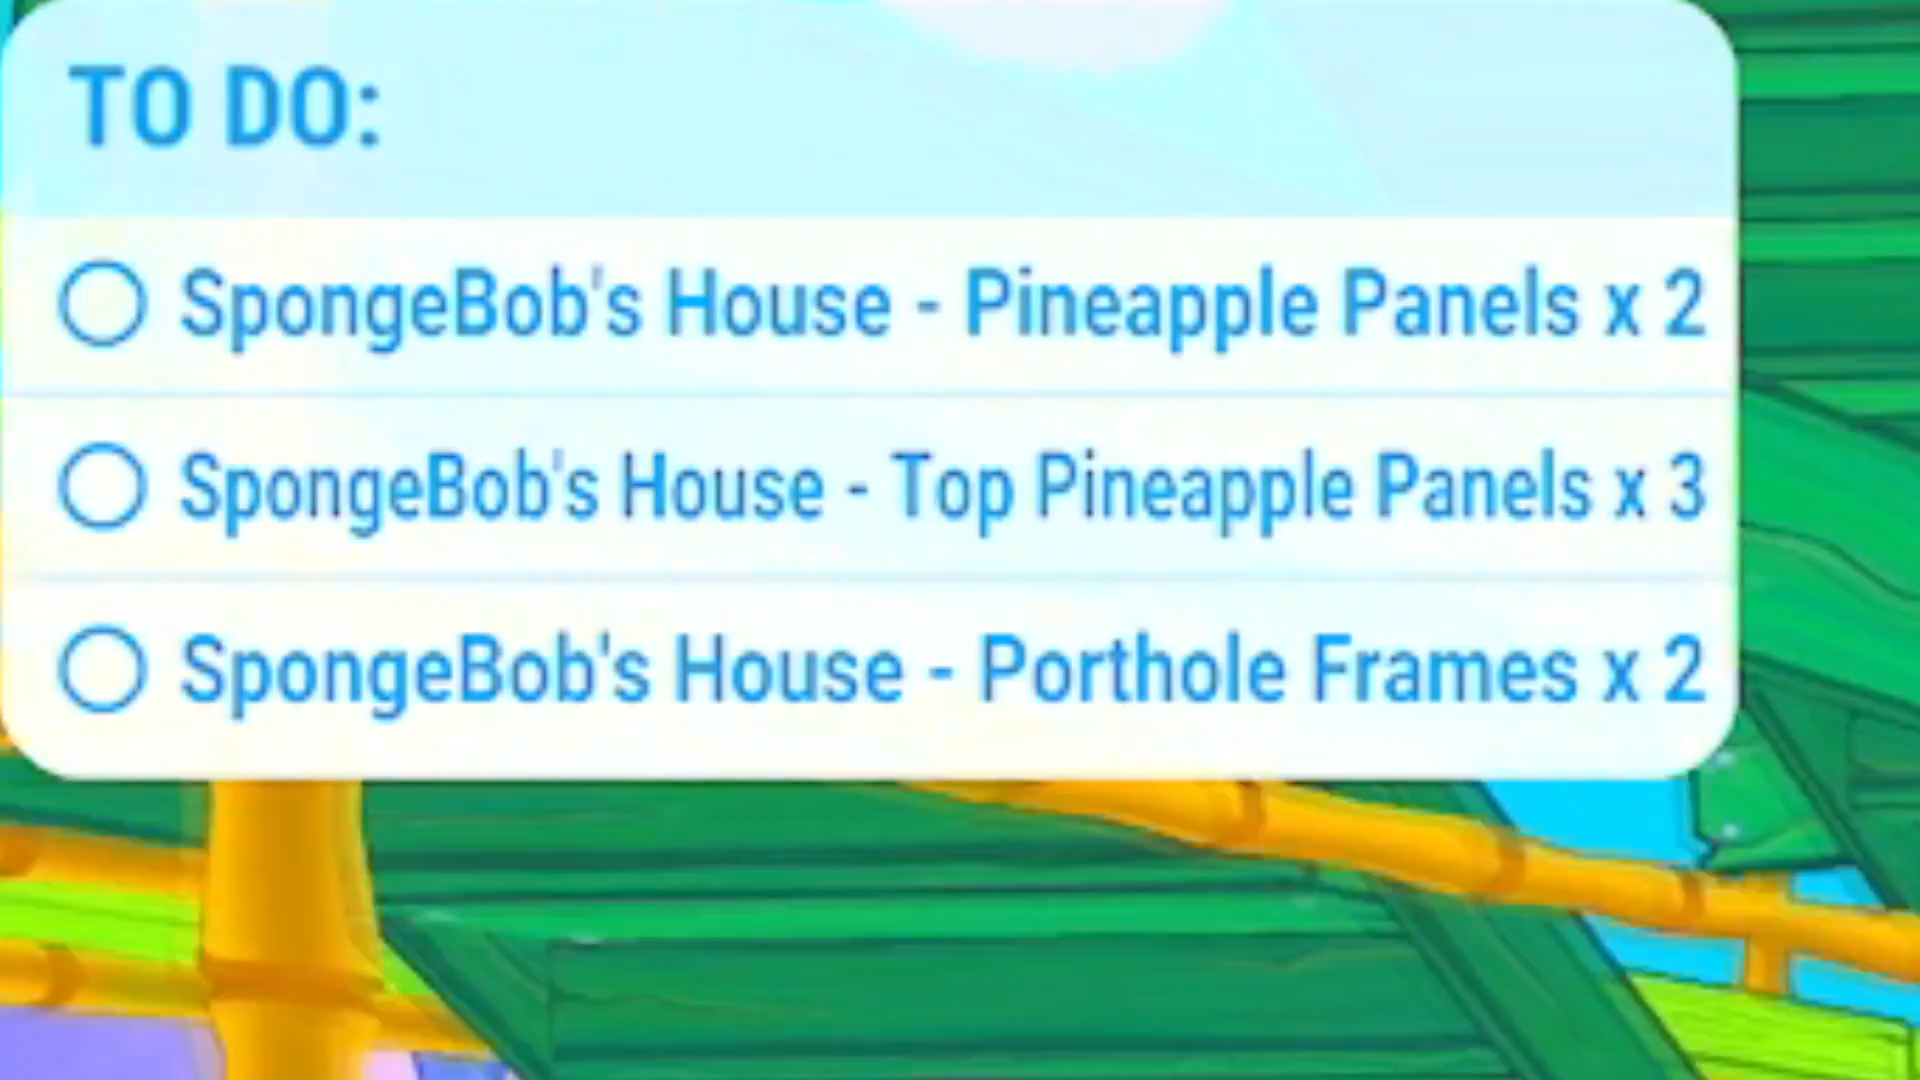 TO DO:
SpongeBob's House - Pineapple Panels x 2
SpongeBob's House - Top Pineapple Panels x 3
SpongeBob's House - Porthole Frames x 2